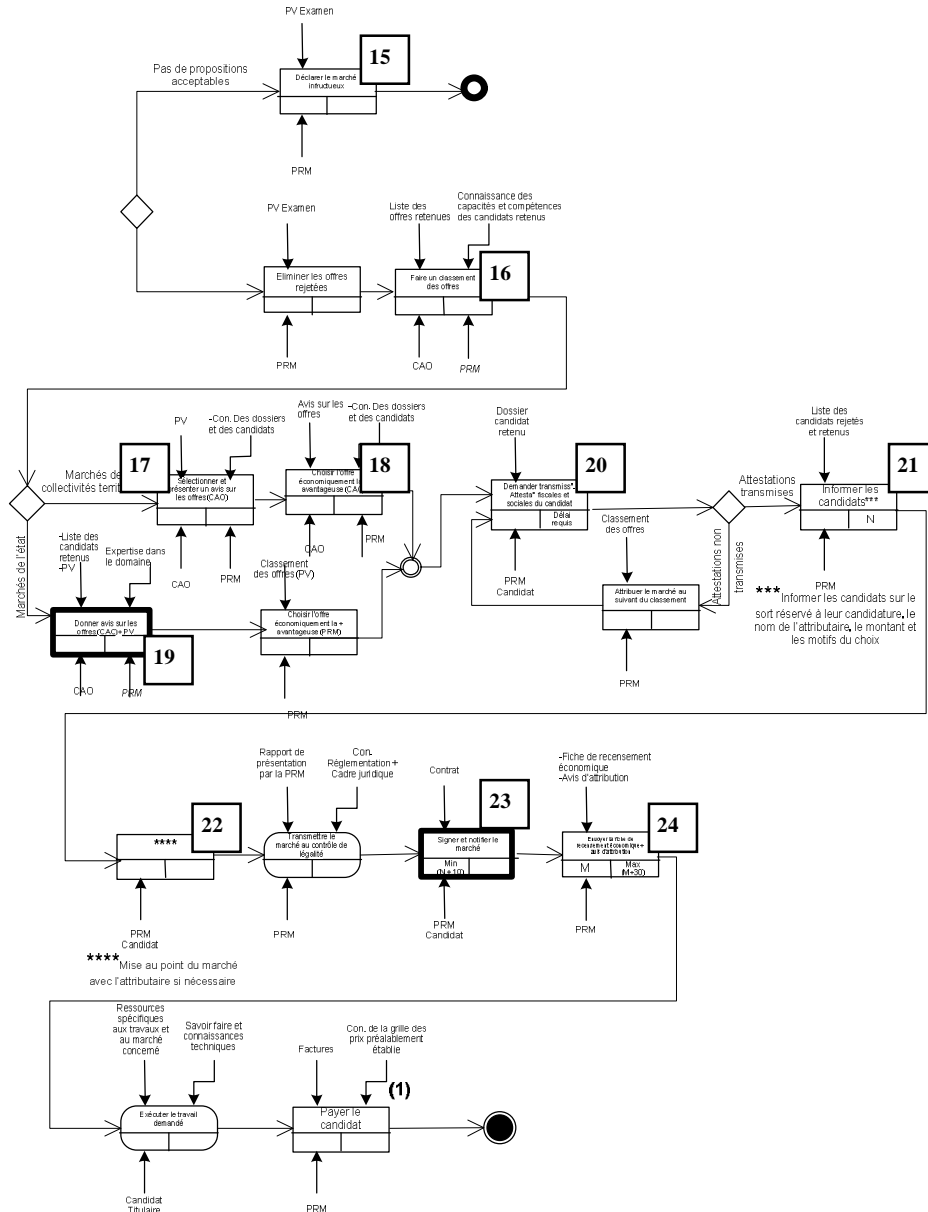 PV Examen
15
Pas de propositions
acceptables
Déclarer le marché
infructueux
PRM
PV Examen
Liste des
offres retenues
Connaissance des
capacités et compétences
des candidats retenus
Eliminer les offres
rejetées
16
Faire un classement
des offres
PRM
CAO
PRM
PV
-Con. Des dossiers
et des candidats
Avis sur les
offres
-Con. Des dossiers
et des candidats
Dossier
candidat
retenu
Liste des
candidats rejetés
et retenus
Marchés de
collectivités territ
17
Sélectionner et
présenter un avis sur
les offres(CAO)
18
Choisir l'offre
économiquement la
avantageuse (CAO)
20
Demander transmiss°
Attesta° fiscales et
sociales du candidat
Délai
requis
Attestations
transmises
21
Informer les
candidats***
N
Marchés de l'état
-Liste des
candidats
retenus
-PV
Expertise dans
le domaine
CAO
PRM
CAO
PRM
Classement
des offres(PV)
PRM
Candidat
Classement
des offres
Attestations non
transmises
PRM
***Informer les candidats sur le
sort réservé à leur candidature, le
nom de l'attributaire, le montant et
les motifs du choix
Donner avis sur les
offres(CAO)+PV
19
Choisir l'offre
économiquement la +
avantageuse(PRM)
Attribuer le marché au
suivant du classement
CAO
PRM
PRM
PRM
Rapport de
présentation
par la PRM
Con.
Réglementation+
Cadre juridique
Contrat
-Fiche de recensement
économique
-Avis d'attribution
22
****
Transmettre le
marché au contrôle de
légalité
23
Signer et notifier le
marché
Min
(N+10)
24
Envoyer la fiche de
recensement économique+
avis d'attribution
M
Max
(M+30)
PRM
Candidat
PRM
PRM
Candidat
PRM
****Mise au point du marché
avec l'attributaire si nécessaire
Ressources
spécifiques
aux travaux et
au marché
concerné
Savoir faire et
connaissances
techniques
Factures
Con. de la grille des
prix préalablement
établie
(1)
Exécuter le travail
demandé
Payer le
candidat
Candidat
Titulaire
PRM